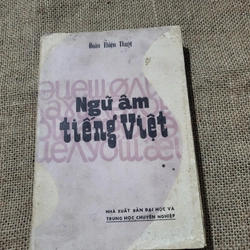 Đoàn Thiện Thuật
Ngữ âm
tiếng Việt
NHÀ XUẤT BẢN ĐẠI HỌC VÀ
TRUNG HỌC CHUYÊN NGHIỆP